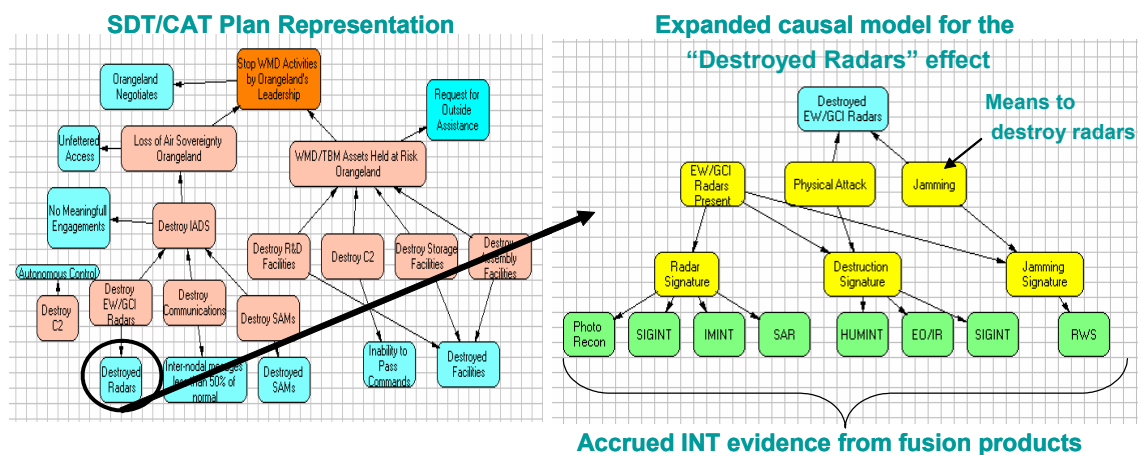 SDT/CAT Plan Representation
Expanded causal model for the
“Destroyed Radars” effect
Stop WMD Activities
by Orangeland's
Leadership
Orangeland
Negotiates
Request for
Outside
Assistance
Unfettered
Access
Loss of Air Sovereignty
Orangeland
WMD/TBM Assets Held at Risk
Orangeland
No Meaningfull
Engagements
Destroy IADS
Destroy R&D
Facilities
Destroy C2
Destroy Storage
Facilities
Destroy
Assembly
Facilities
Autonomous Control
Destroy
C2
Destroy
EW/GCI
Radars
Destroy
Communications
Destroy SAMs
Destroyed
Radars
Inter-nodal messages
less than 50% of
normal
Destroyed
SAMs
Inability to
Pass
Commands
Destroyed
Facilities
Destroyed
EW/GCI Radars
Means to
destroy radars
EW/GCI
Radars
Present
Physical Attack
Jamming
Radar
Signature
Destruction
Signature
Jamming
Signature
Photo
Recon
SIGINT
IMINT
SAR
HUMINT
EO/IR
SIGINT
RWS
Accrued INT evidence from fusion products